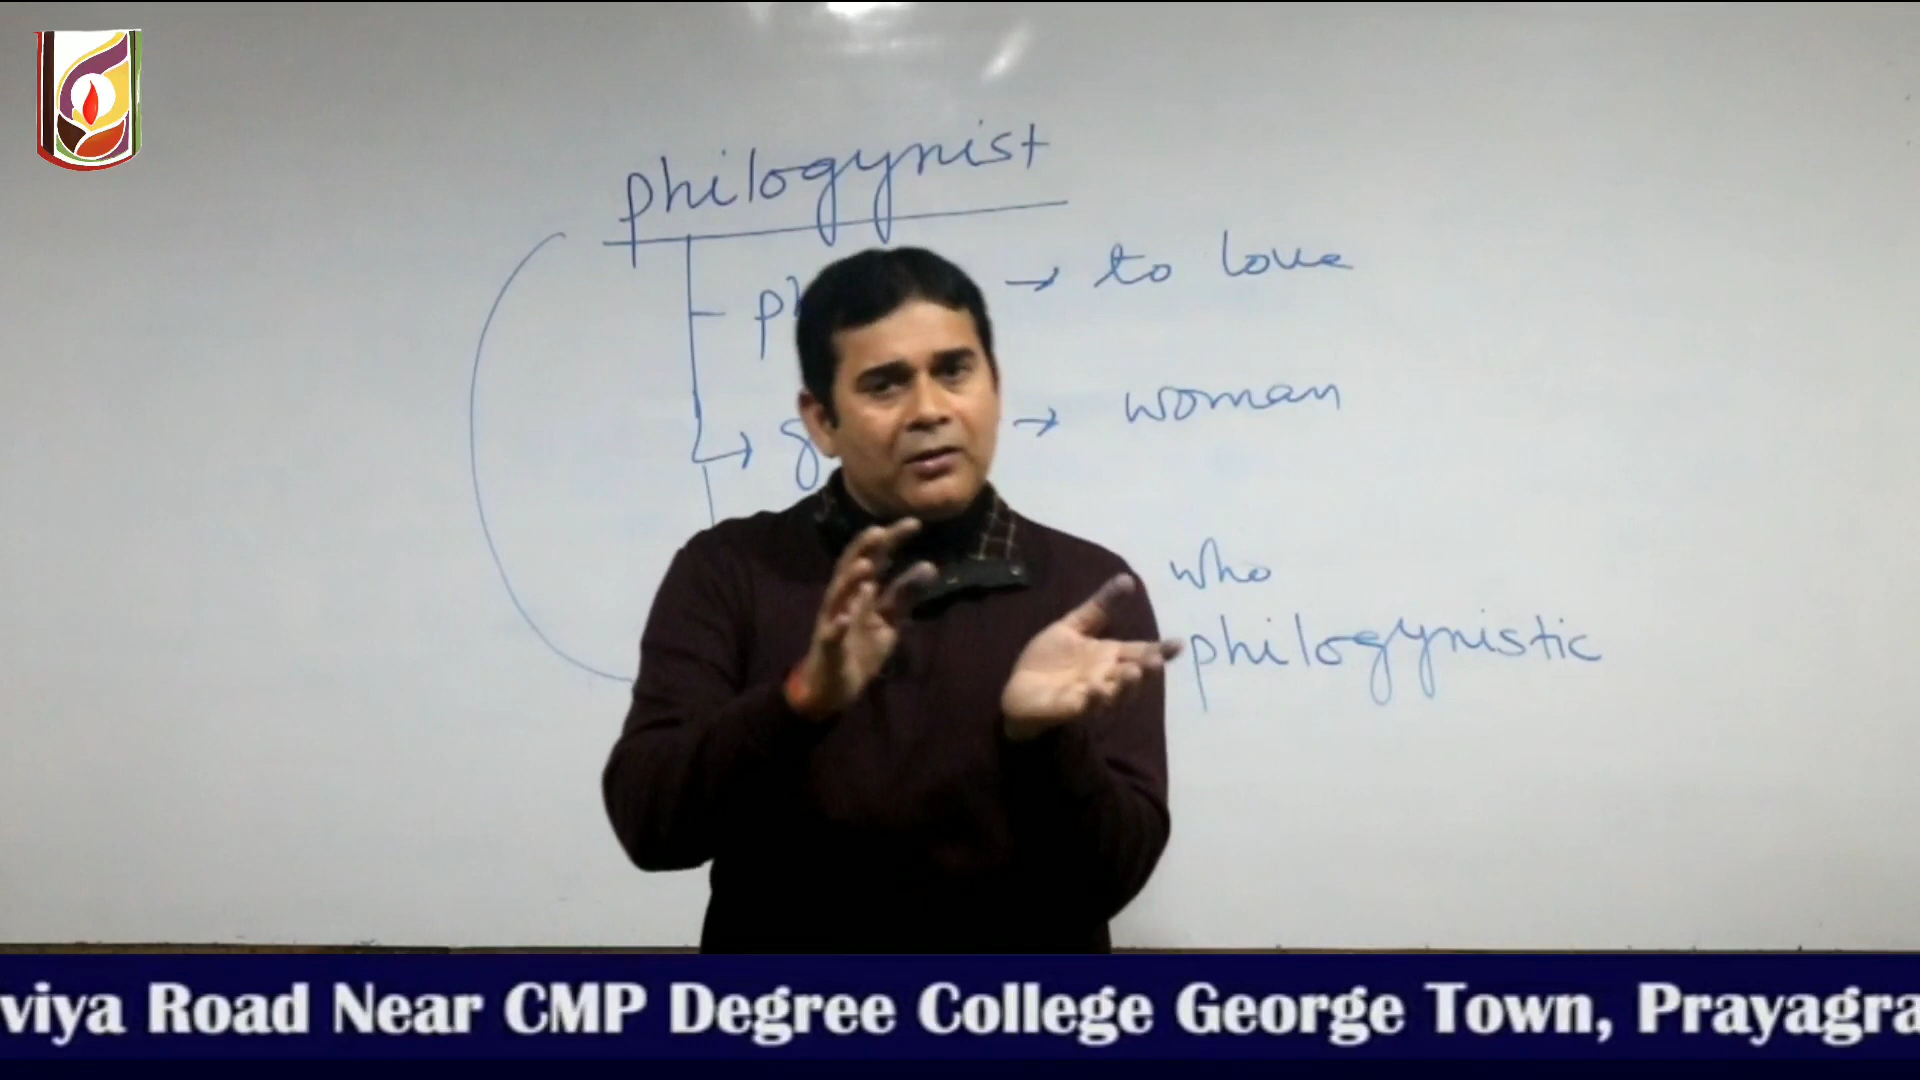 philogynist
→ to love
→ woman
who
philogynistic
viya Road Near CMP Degree College George Town, Prayagra